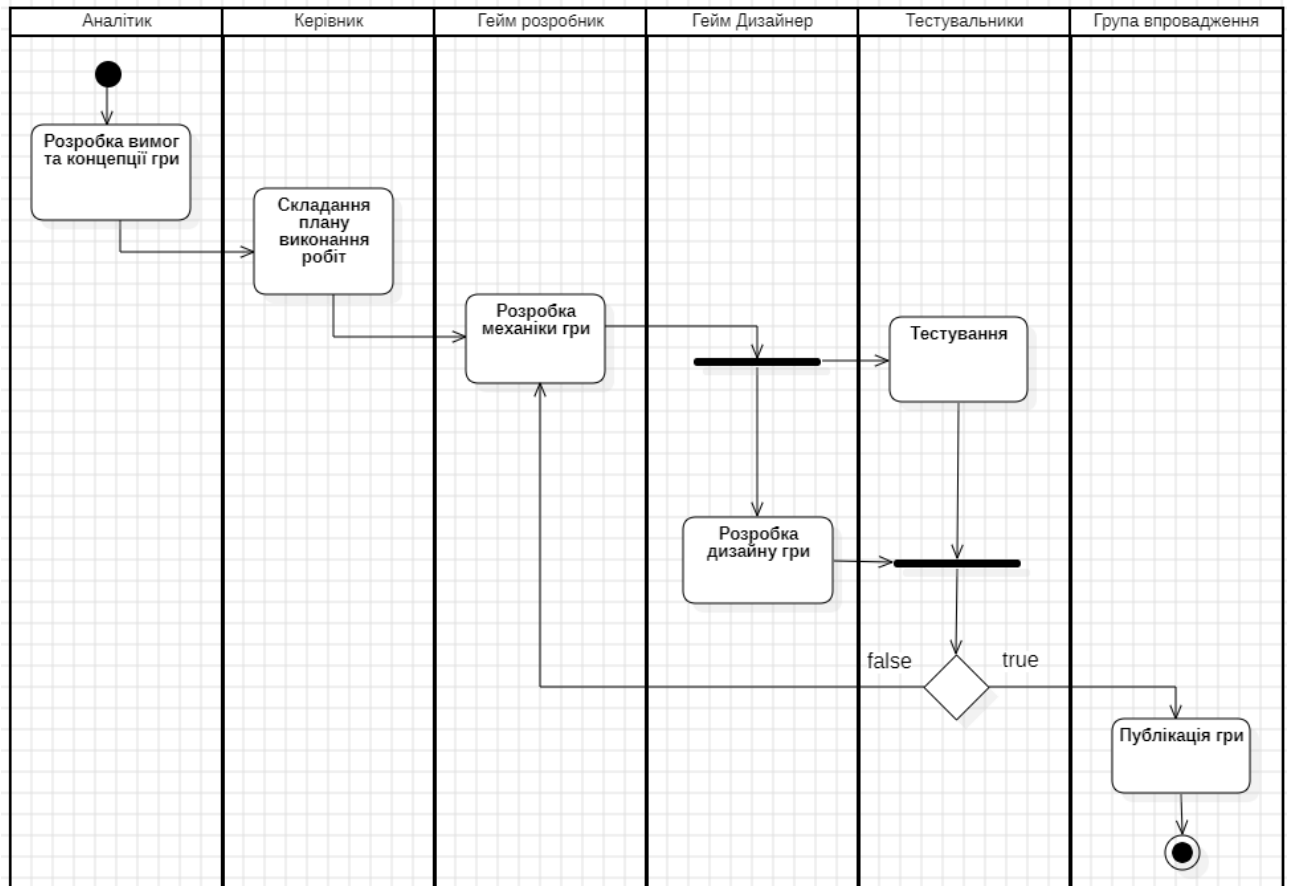 Аналітик
Керівник
Гейм розробник
Гейм Дизайнер
Тестувальники
Група впровадження
Розробка вимог
та концепції гри
Складання
плану
виконання
робіт
Розробка
механіки гри
Тестування
Розробка
дизайну гри
false
true
Публікація гри